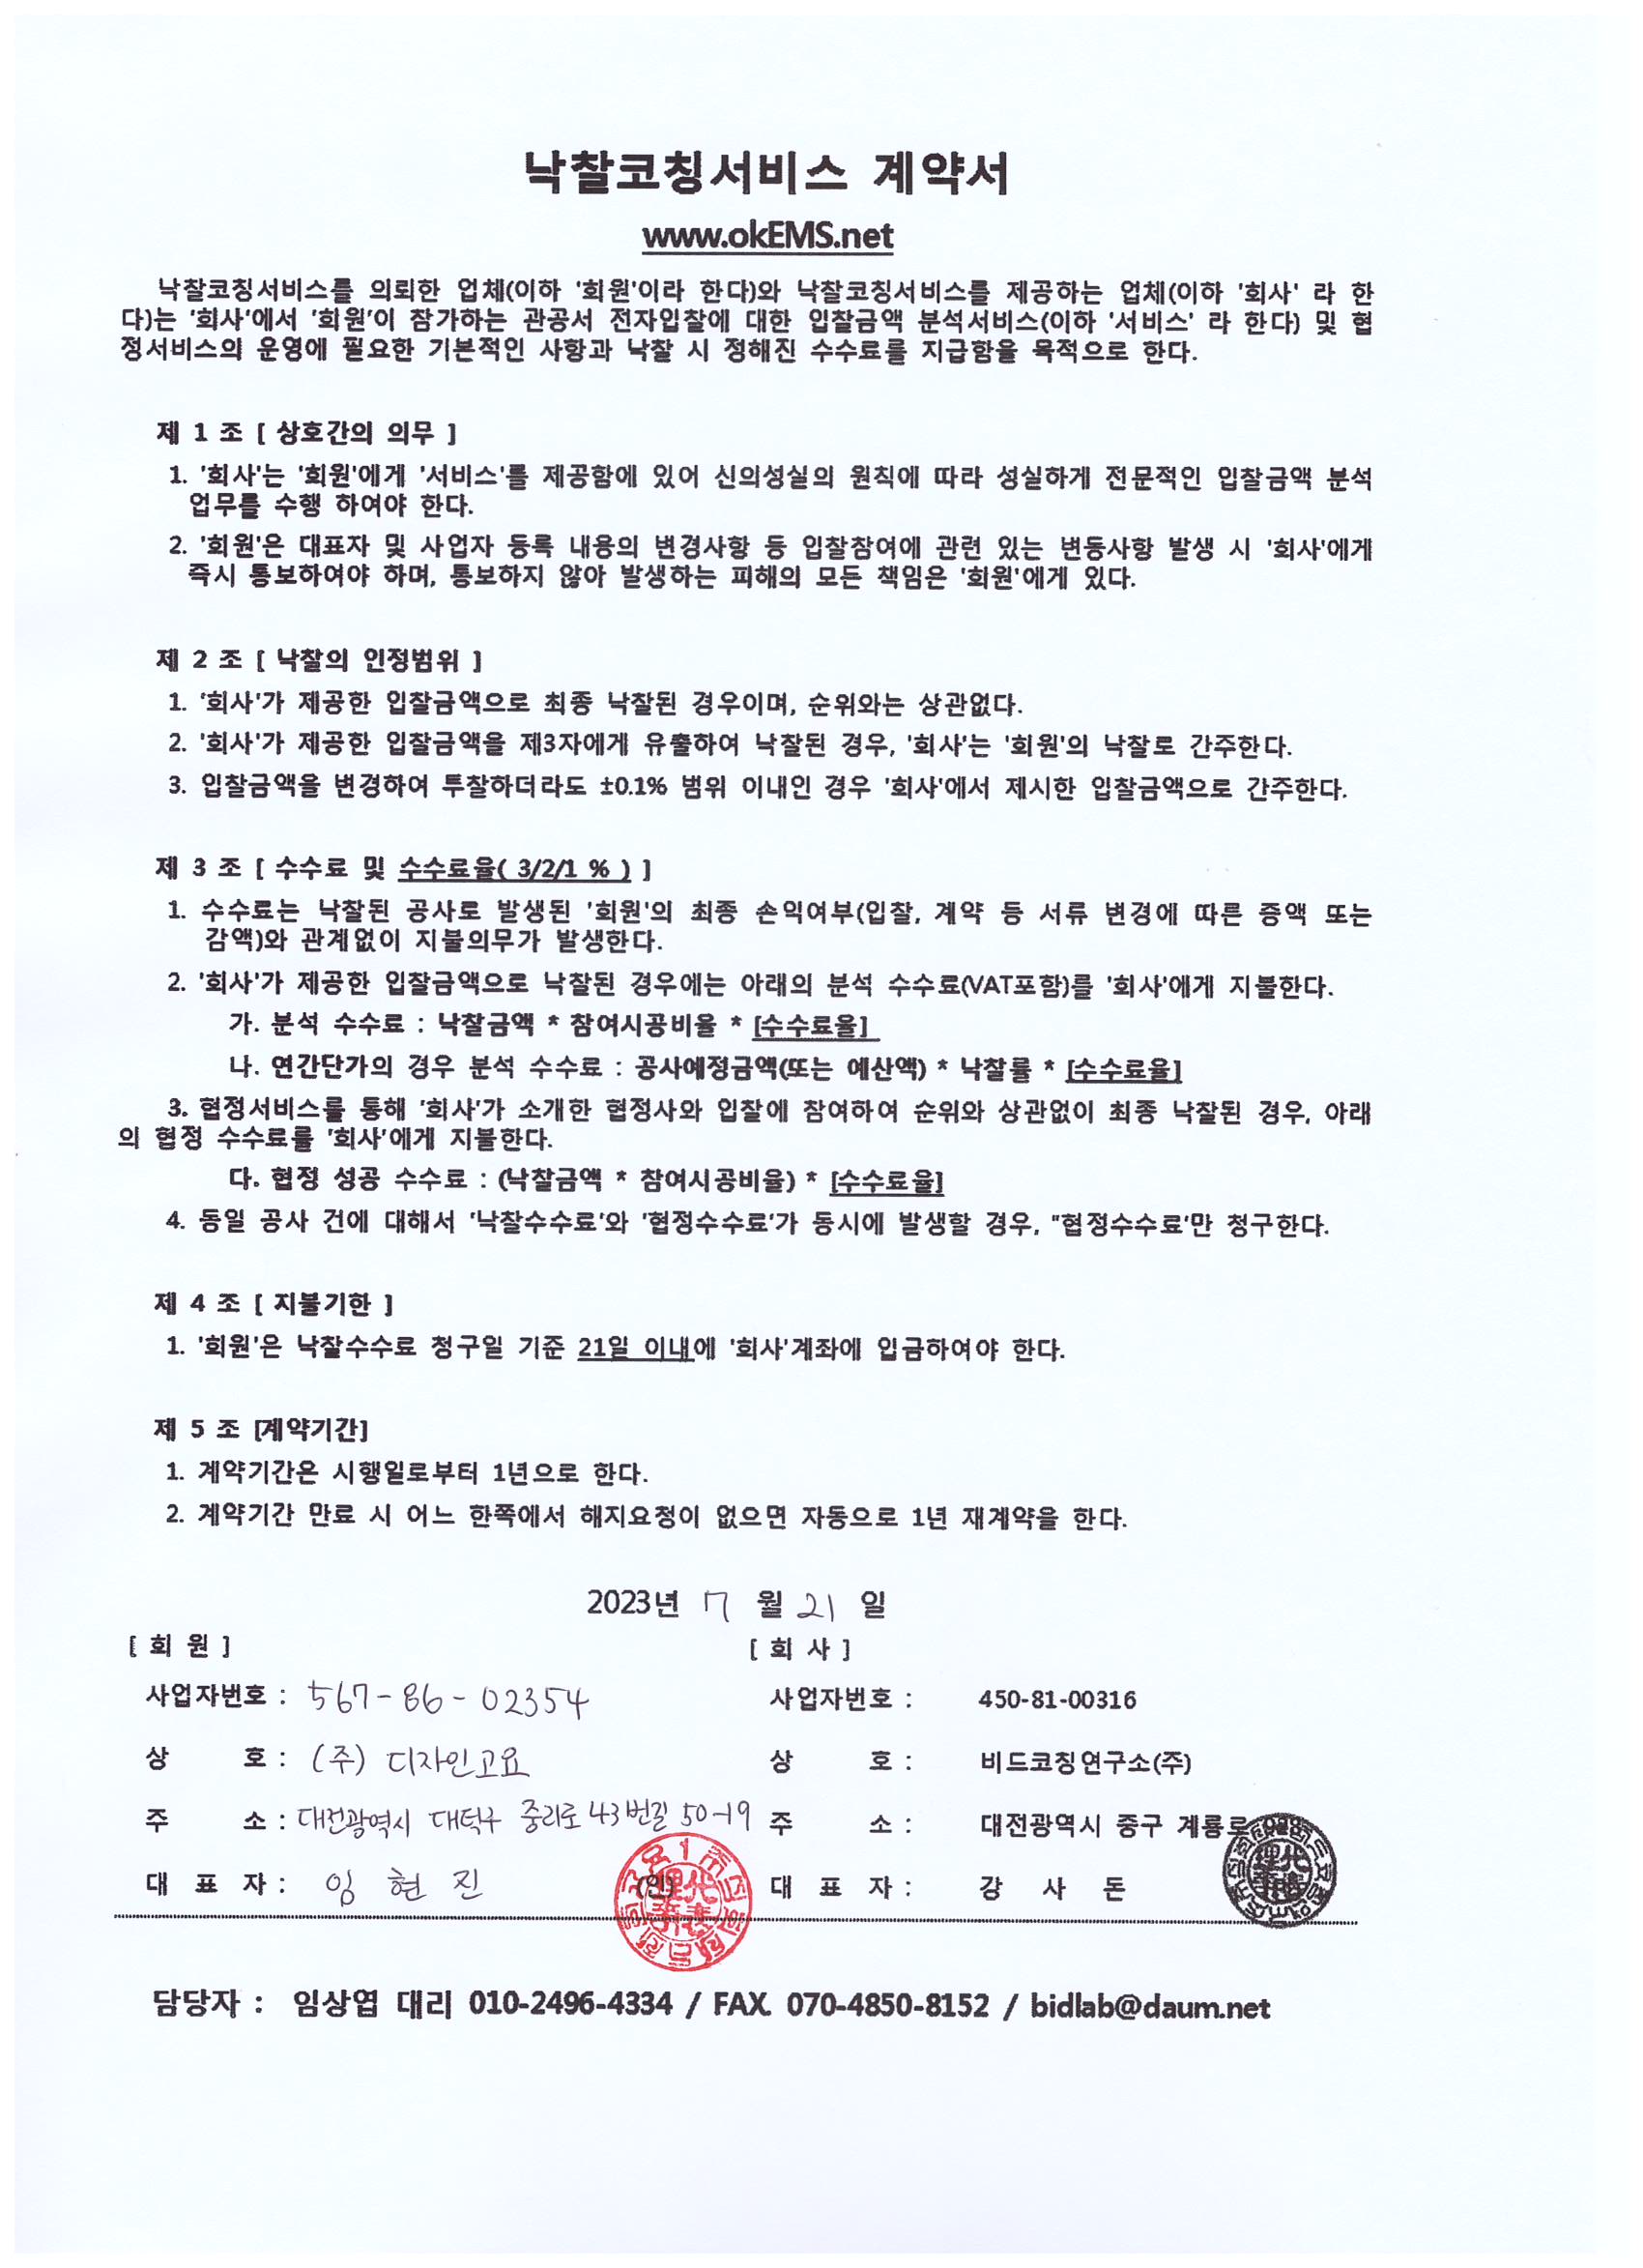 낙찰코칭서비스 계약서
www.okEMS.net
낙찰코칭서비스를 의뢰한 업체(이하 '회원'이라 한다)와 낙찰코칭서비스를 제공하는 업체(이하 '회사' 라 한
다)는 '회사'에서 '회원'이 참가하는 관공서 전자입찰에 대한 입찰금액 분석서비스(이하 '서비스' 라 한다) 및 협
정서비스의 운영에 필요한 기본적인 사항과 낙찰 시 정해진 수수료를 지급함을 목적으로 한다.
제 1 조 [ 상호간의 의무 ]
1. '회사'는 '회원'에게 '서비스'를 제공함에 있어 신의성실의 원칙에 따라 성실하게 전문적인 입찰금액 분석
업무를 수행 하여야 한다.
2. '회원'은 대표자 및 사업자 등록 내용의 변경사항 등 입찰참여에 관련 있는 변동사항 발생 시 '회사'에게
즉시 통보하여야 하며, 통보하지 않아 발생하는 피해의 모든 책임은 '회원'에게 있다.
제 2 조 [ 낙찰의 인정범위 ]
1. '회사'가 제공한 입찰금액으로 최종 낙찰된 경우이며, 순위와는 상관없다.
2. '회사'가 제공한 입찰금액을 제3자에게 유출하여 낙찰된 경우, '회사'는 '회원'의 낙찰로 간주한다.
3. 입찰금액을 변경하여 투찰하더라도 ±0.1% 범위 이내인 경우 '회사'에서 제시한 입찰금액으로 간주한다.
제 3 조 [ 수수료 및 수수료율( 3/2/1 % ) ]
1. 수수료는 낙찰된 공사로 발생된 '회원'의 최종 손익여부(입찰, 계약 등 서류 변경에 따른 증액 또는
감액)와 관계없이 지불의무가 발생한다.
2. '회사'가 제공한 입찰금액으로 낙찰된 경우에는 아래의 분석 수수료(VAT포함)를 '회사'에게 지불한다.
가. 분석 수수료 : 낙찰금액 * 참여시공비율 * [수수료율]
나. 연간단가의 경우 분석 수수료 : 공사예정금액(또는 예산액) * 낙찰률 * [수수료율]
3. 협정서비스를 통해 '회사'가 소개한 협정사와 입찰에 참여하여 순위와 상관없이 최종 낙찰된 경우, 아래
의 협정 수수료를 '회사'에게 지불한다.
다. 협정 성공 수수료 : (낙찰금액 * 참여시공비율) * [수수료율]
4. 동일 공사 건에 대해서 '낙찰수수료'와 '협정수수료'가 동시에 발생할 경우, "협정수수료'만 청구한다.
제 4 조 [ 지불기한 ]
1. '회원'은 낙찰수수료 청구일 기준 21일 이내에 '회사'계좌에 입금하여야 한다.
제 5 조 [계약기간]
1. 계약기간은 시행일로부터 1년으로 한다.
2. 계약기간 만료 시 어느 한쪽에서 해지요청이 없으면 자동으로 1년 재계약을 한다.
2023년 7 월 21 일
[ 회 원 ] [ 회 사 ]
사업자번호 : 567-86-02354 사업자번호 : 450-81-00316
상 호 : (주) 디자인고요 상 호 : 비드코칭연구소(주)
주 소 : 대전광역시 대덕구 중리로 43번길 50-19 주 소 : 대전광역시 중구 계룡로
대 표 자 : 임 현 진 (인) 대 표 자 : 강 사 돈
담당자 : 임상엽 대리 010-2496-4334 / FAX. 070-4850-8152 / bidlab@daum.net